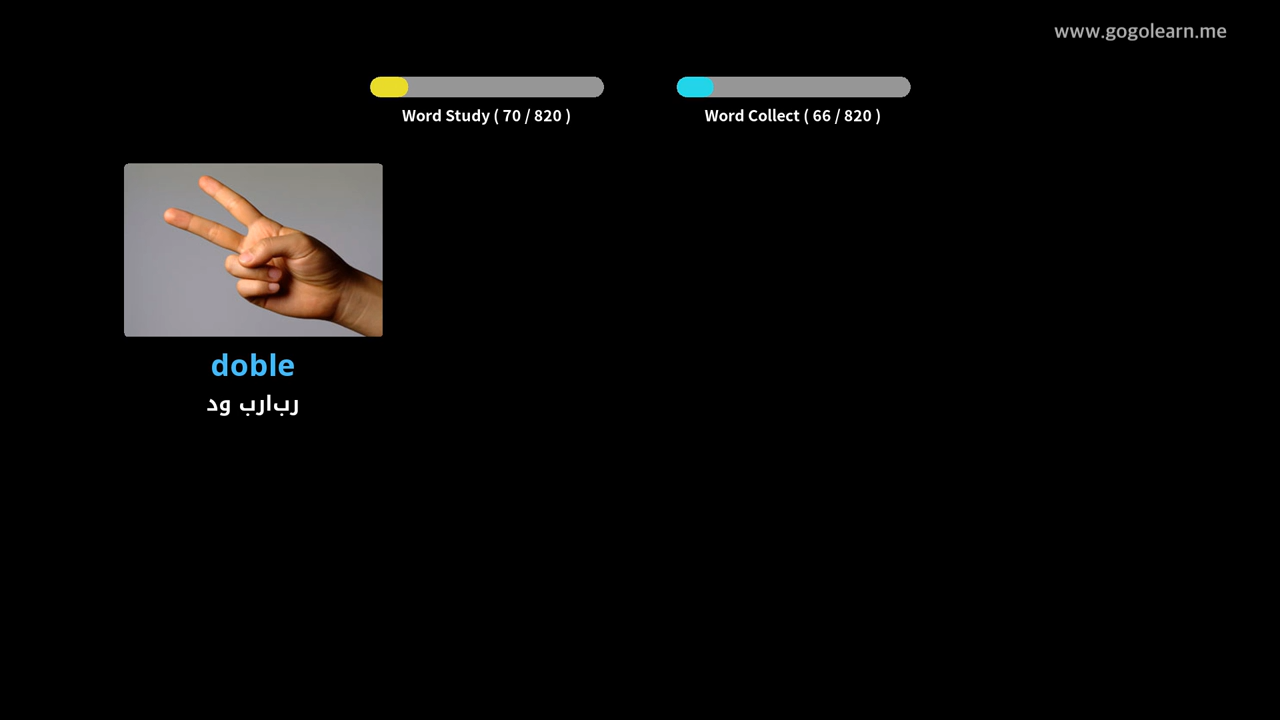 www.gogolearn.me
Word Study ( 70 / 820 )
Word Collect ( 66 / 820 )
doble
ربارب ود